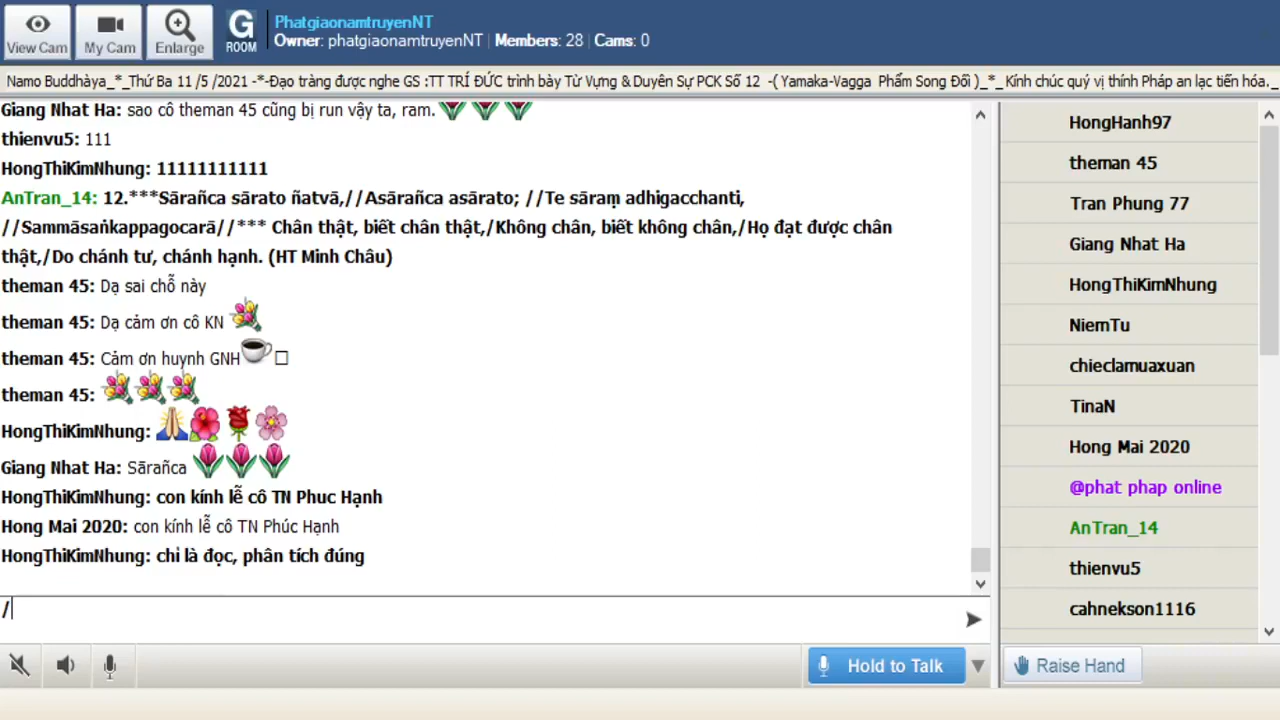 View Cam
My Cam
Enlarge
G
ROOM
PhatgiaonamtruyenNT
Owner: phatgiaonamtruyenNT | Members: 28 | Cams: 0
Namo Buddhàya_*_Thứ Ba 11 /5 /2021 -*-Đạo tràng được nghe GS :TT TRÍ ĐỨC trình bày Từ Vựng & Duyên Sự PCK Số 12 -( Yamaka-Vagga Phẩm Song Đối )_*_Kính chúc quý vị thính Pháp an lạc tiến hóa._
Giang Nhat Ha: sao cô theman 45 cũng bị run vậy ta, ram.
thienvu5: 111
HongThiKimNhung: 11111111111
AnTran_14: 12.***Sārañca sārato ñatvā,//Asārañca asārato; //Te sāraṃ adhigacchanti,
//Sammāsaṅkappagocarā//*** Chân thật, biết chân thật,/Không chân, biết không chân,/Họ đạt được chân
thật,/Do chánh tư, chánh hạnh. (HT Minh Châu)
theman 45: Dạ sai chỗ này
theman 45: Dạ cảm ơn cô KN
theman 45: Cảm ơn huynh GNH
theman 45:
HongThiKimNhung:
Giang Nhat Ha: Sārañca
HongThiKimNhung: con kính lễ cô TN Phuc Hạnh
Hong Mai 2020: con kính lễ cô TN Phúc Hạnh
HongThiKimNhung: chỉ là đọc, phân tích đúng
/
Hold to Talk
HongHanh97
theman 45
Tran Phung 77
Giang Nhat Ha
HongThiKimNhung
NiemTu
chieclamuaxuan
TinaN
Hong Mai 2020
@phat phap online
AnTran_14
thienvu5
cahnekson1116
Raise Hand